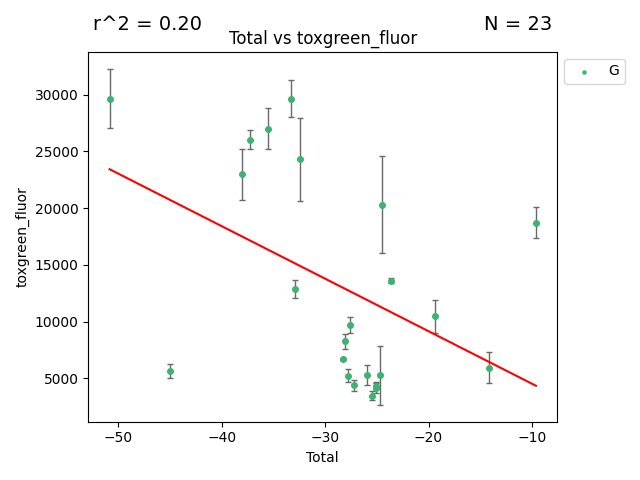 r^2 = 0.20
N = 23
Total vs toxgreen_fluor
G
30000
25000
20000
15000
10000
5000
toxgreen_fluor
−50
−40
−30
−20
−10
Total